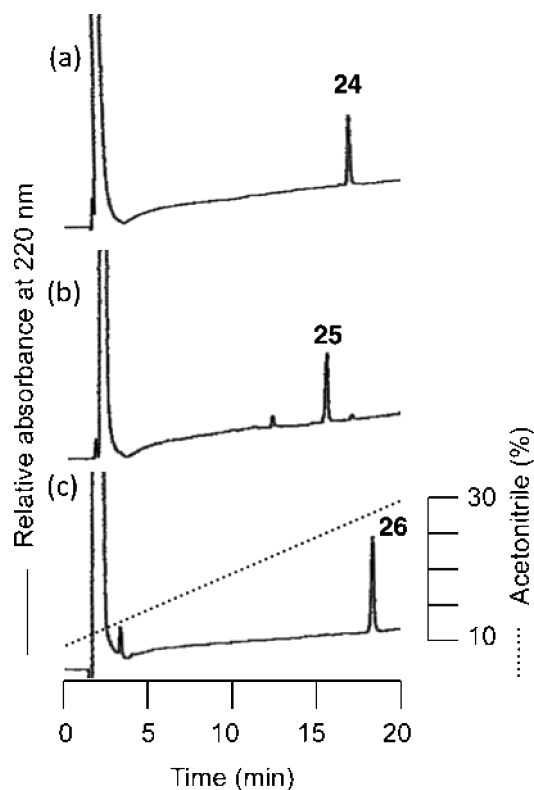 (a)
24
(b)
25
(c)
26
30
10
0 5 10 15 20
Time (min)
Relative absorbance at 220 nm
Acetonitrile (%)